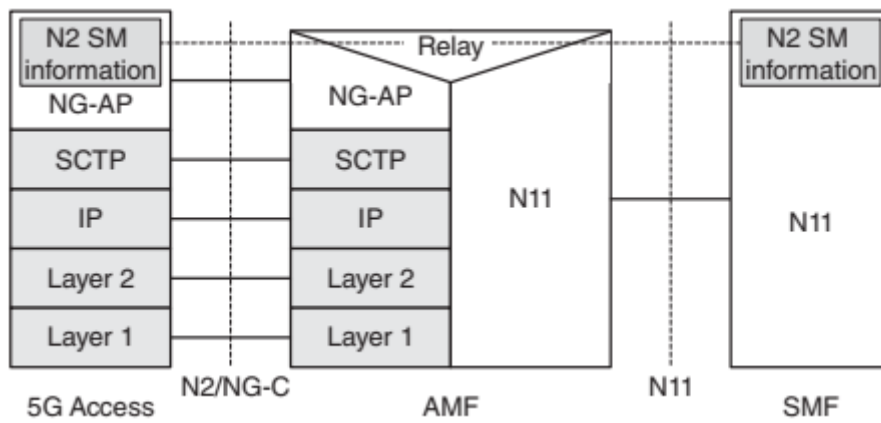 N2 SM
information
NG-AP
SCTP
IP
Layer 2
Layer 1
5G Access
N2/NG-C
Relay
NG-AP
SCTP
IP
Layer 2
Layer 1
N11
AMF
N11
N2 SM
information
N11
SMF